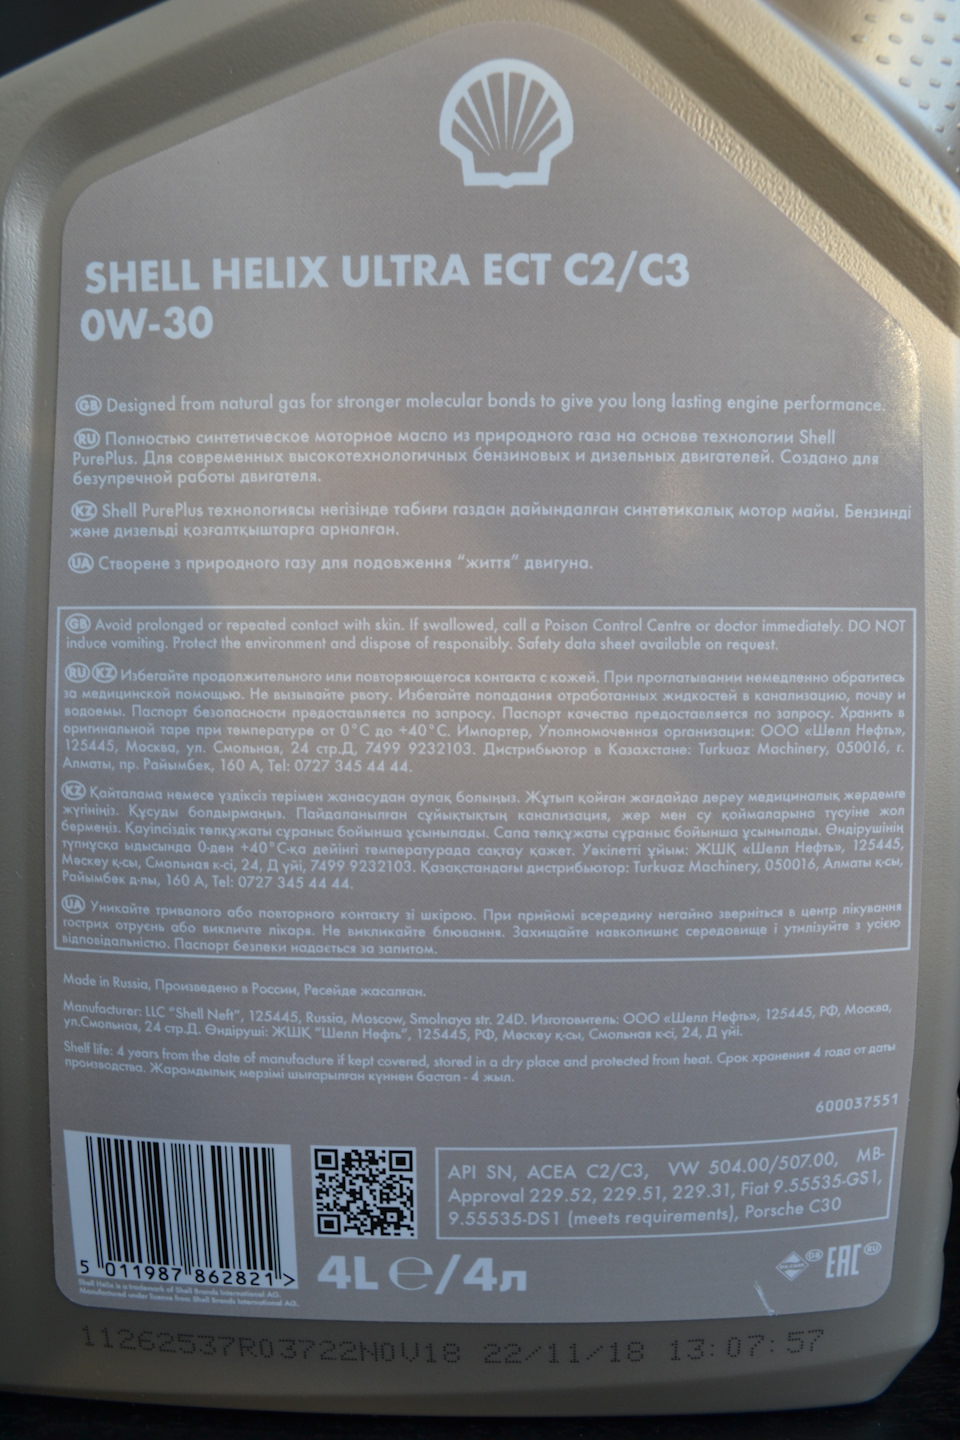 SHELL HELIX ULTRA ECT C2/C3
0W-30
GB Designed from natural gas for stronger molecular bonds to give you long lasting engine performance.
RU Полностью синтетическое моторное масло из природного газа на основе технологии Shell
PurePlus. Для современных высокотехнологичных бензиновых и дизельных двигателей. Создано для
безупречной работы двигателя.
KZ Shell PurePlus технологиясы негізінде табиғи газдан дайындалған синтетикалық мотор майы. Бензинді
және дизельді қозғалтқыштарға арналған.
UA Створене з природного газу для подовження “життя” двигуна.
GB Avoid prolonged or repeated contact with skin. If swallowed, call a Poison Control Centre or doctor immediately. DO NOT
induce vomiting. Protect the environment and dispose of responsibly. Safety data sheet available on request.
RU KZ Избегайте продолжительного или повторяющегося контакта с кожей. При проглатывании немедленно обратитесь
за медицинской помощью. Не вызывайте рвоту. Избегайте попадания отработанных жидкостей в канализацию, почву и
водоемы. Паспорт безопасности предоставляется по запросу. Паспорт качества предоставляется по запросу. Хранить в
оригинальной таре при температуре от 0°С до +40°С. Импортер, Уполномоченная организация: ООО «Шелл Нефть»,
125445, Москва, ул. Смольная, 24 стр.Д, 7499 9232103. Дистрибьютор в Казахстане: Turkuaz Machinery, 050016, г.
Алматы, пр. Райымбек, 160 А, Tel: 0727 345 44 44.
KZ Қайталама немесе үздіксіз терімен жанасудан аулақ болыңыз. Жұтып қойған жағдайда дереу медициналық жәрдемге
жүгініңіз. Құсуды болдырмаңыз. Пайдаланылған сұйықтықтың канализация, жер мен су қоймаларына түсуіне жол
бермеңіз. Қауіпсіздік төлқұжаты сұраныс бойынша ұсынылады. Сапа төлқұжаты сұраныс бойынша ұсынылады. Өндірушінің
түпнұсқа ыдысында 0-ден +40°С-қа дейінгі температурада сақтау қажет. Уәкілетті ұйым: ЖШҚ «Шелл Нефть», 125445,
Мәскеу қ-сы, Смольная к-сі, 24, Д үйі, 7499 9232103. Қазақстандағы дистрибьютор: Turkuaz Machinery, 050016, Алматы қ-сы,
Райымбек д-лы, 160 А, Tel: 0727 345 44 44.
UA Уникайте тривалого або повторного контакту зі шкірою. При прийомі всередину негайно зверніться в центр лікування
гострих отруєнь або викличте лікаря. Не викликайте блювання. Захищайте навколишнє середовище і утилізуйте з усією
відповідальністю. Паспорт безпеки надається за запитом.
Made in Russia, Произведено в России, Ресейде жасалған.
Manufacturer: LLC “Shell Neft”, 125445, Russia, Moscow, Smolnaya str. 24D. Изготовитель: ООО «Шелл Нефть», 125445, РФ, Москва,
ул.Смольная, 24 стр.Д. Өндіруші: ЖШҚ “Шелл Нефть”, 125445, РФ, Мәскеу қ-сы, Смольная к-сі, 24, Д үйі.
Shelf life: 4 years from the date of manufacture if kept covered, stored in a dry place and protected from heat. Срок хранения 4 года от даты
производства. Жарамдылық мерзімі шығарылған күннен бастап - 4 жыл.
600037551
API SN, ACEA C2/C3, VW 504.00/507.00, MB-
Approval 229.52, 229.51, 229.31, Fiat 9.55535-GS1,
9.55535-DS1 (meets requirements), Porsche C30
5 011987 862821 >
Shell Helix is a trademark of Shell Brands International AG.
Manufactured under license from Shell Brands International AG.
4L ℮/4л
EAC RU
11262537R03722NOV18 22/11/18 13:07:57